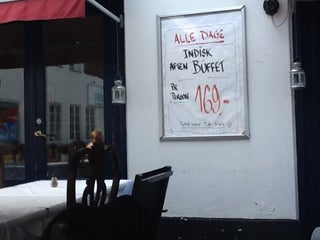 ALLE DAGE
INDISK
AFTEN BUFFET
PR
PERSON 169.-